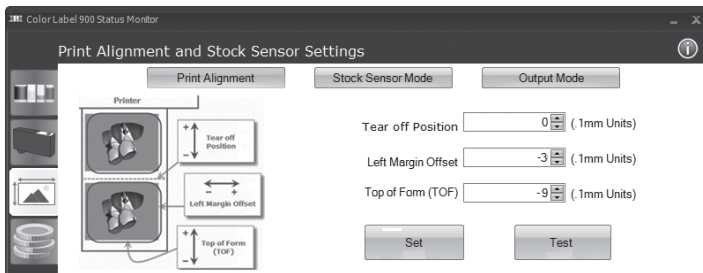 Color Label 900 Status Monitor
Print Alignment and Stock Sensor Settings
Print Alignment
Stock Sensor Mode
Output Mode
Printer
+
Tear off
Position
−
− +
Left Margin Offset
+
Top of Form
(TOF)
−
Tear off Position 0 (.1mm Units)
Left Margin Offset -3 (.1mm Units)
Top of Form (TOF) -9 (.1mm Units)
Set
Test